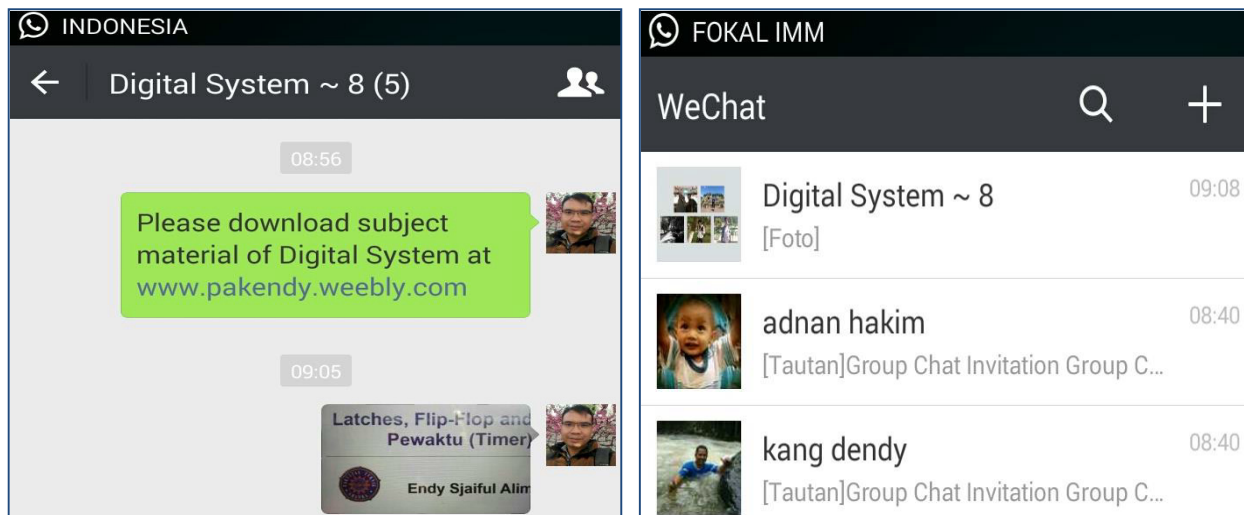 INDONESIA
Digital System ~ 8 (5)
08:56
Please download subject
material of Digital System at
www.pakendy.weebly.com
09:05
Latches, Flip-Flop and
Pewaktu (Timer)
Endy Sjaiful Alim
FOKAL IMM
WeChat
Digital System ~ 8
09:08
[Foto]
adnan hakim
08:40
[Tautan]Group Chat Invitation Group C...
kang dendy
08:40
[Tautan]Group Chat Invitation Group C...